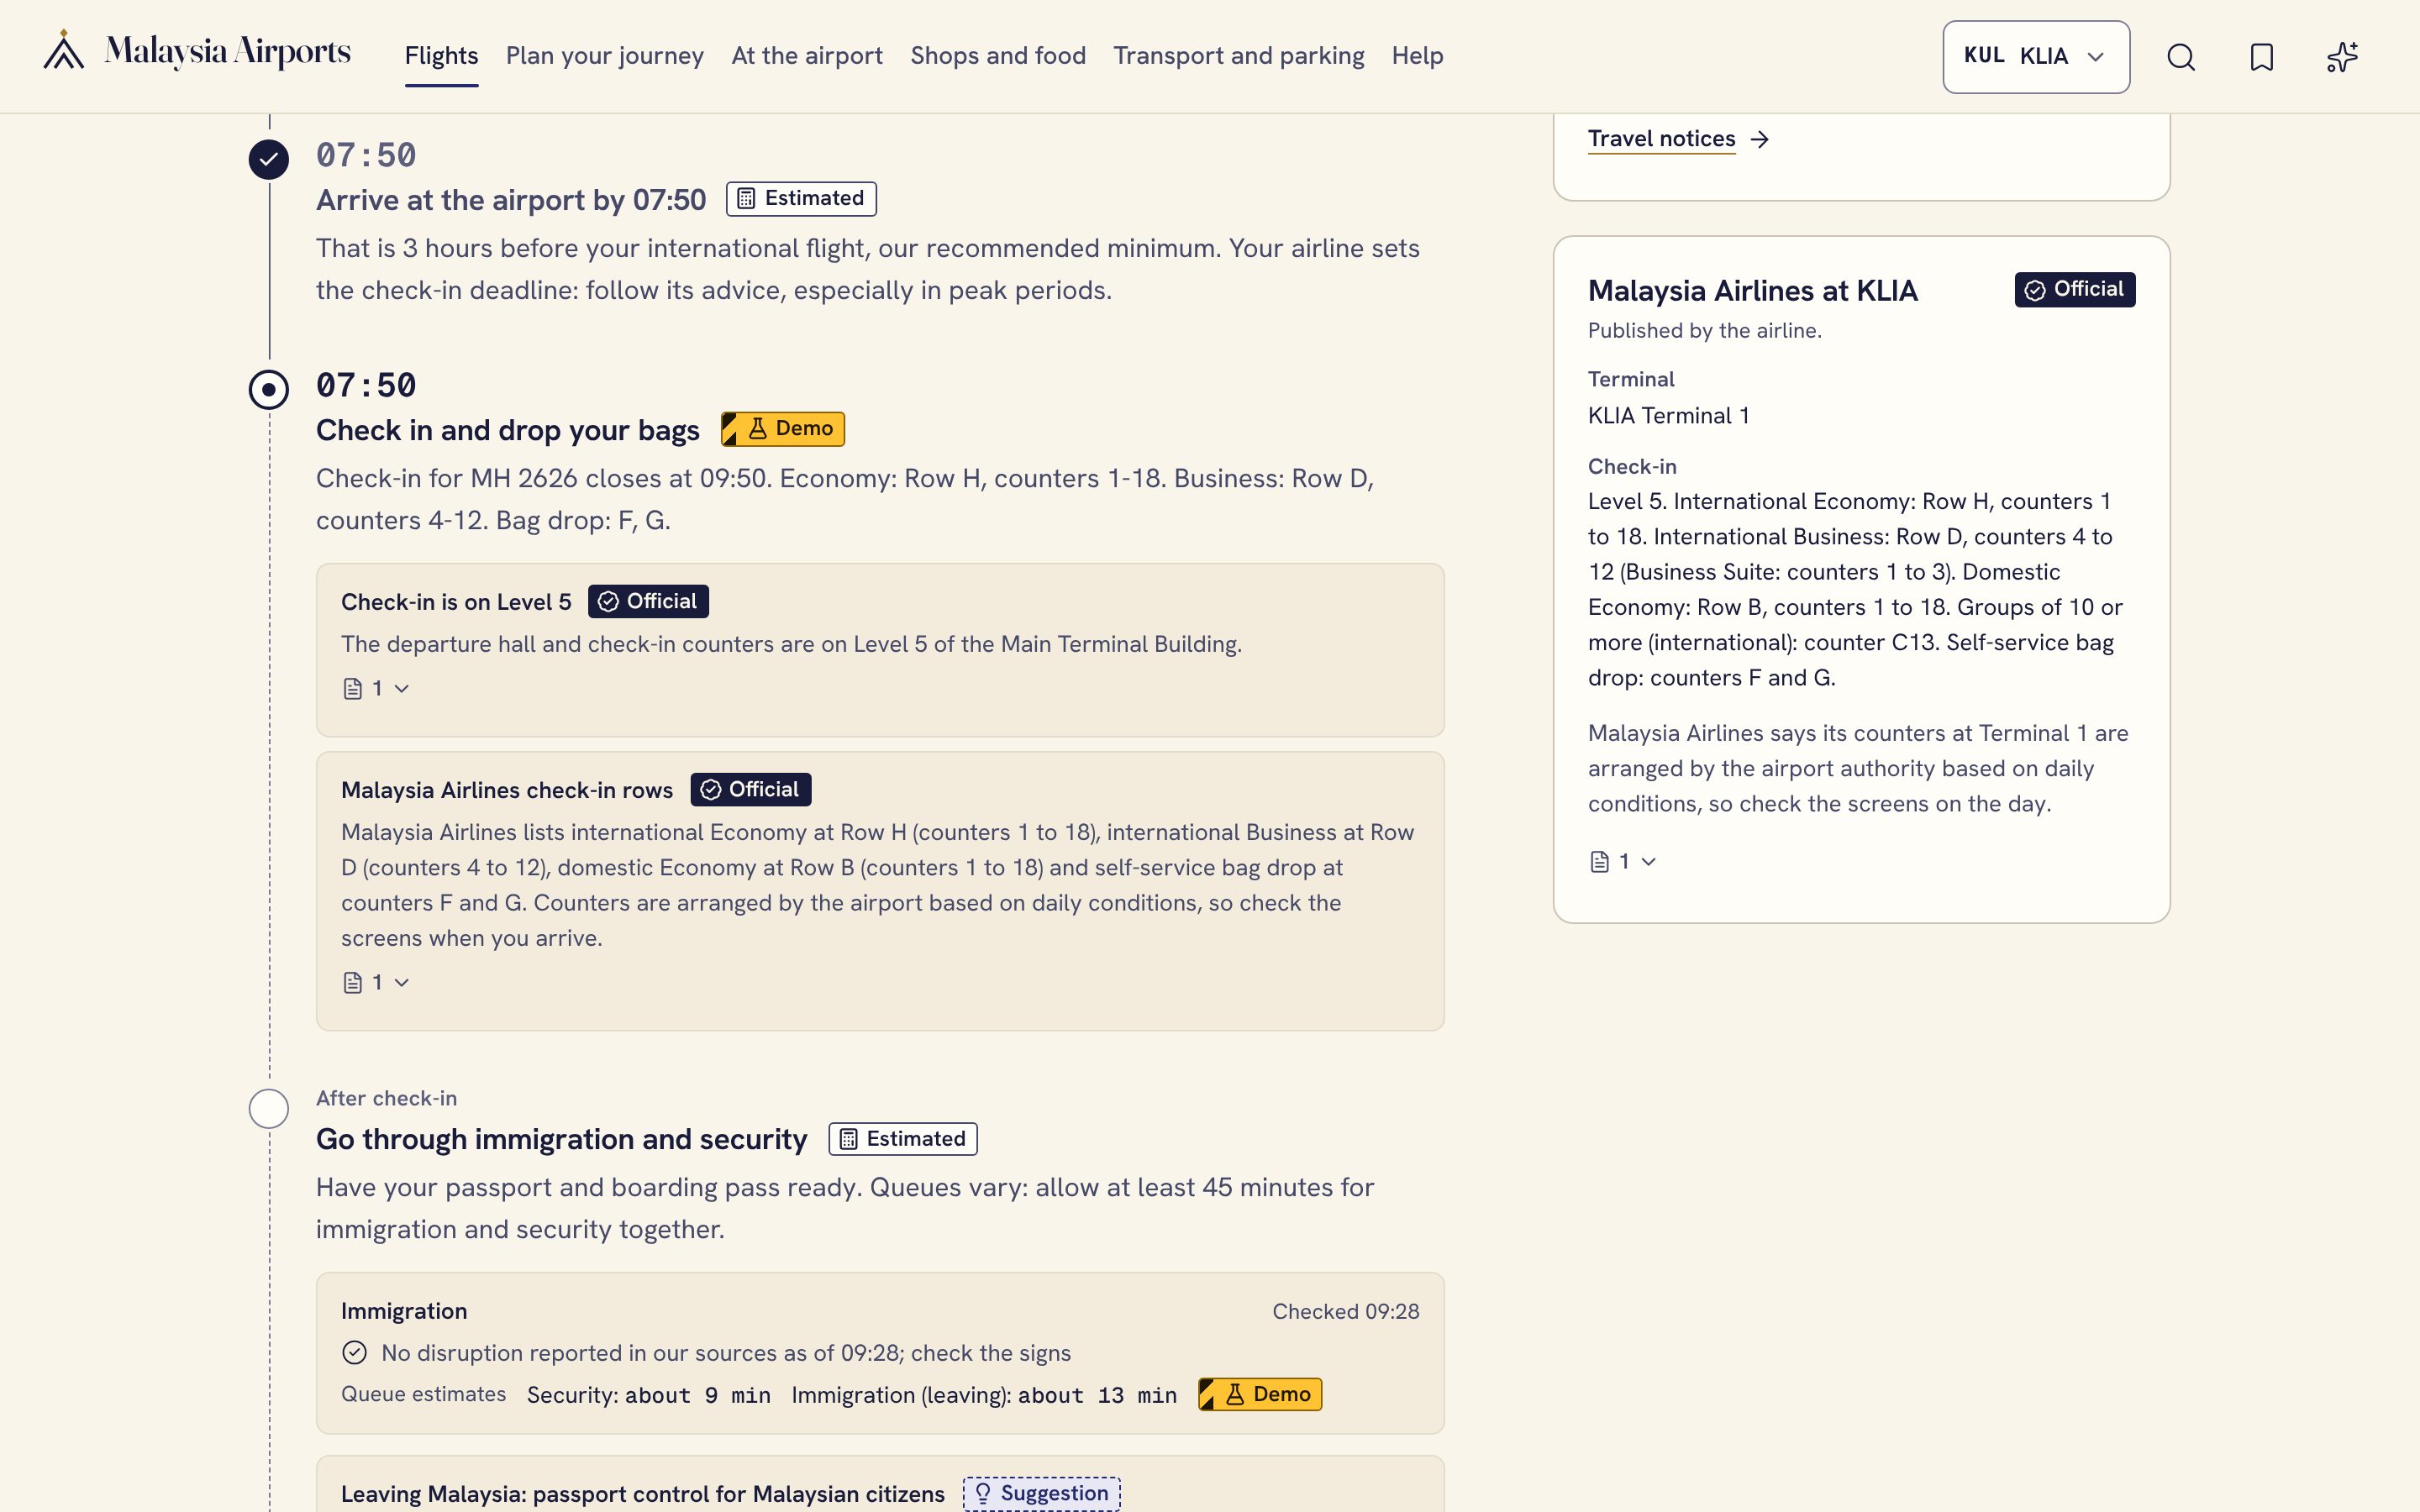 Malaysia Airports
Flights
Plan your journey
At the airport
Shops and food
Transport and parking
Help
KUL KLIA
07:50
Arrive at the airport by 07:50
Estimated
That is 3 hours before your international flight, our recommended minimum. Your airline sets
the check-in deadline: follow its advice, especially in peak periods.
07:50
Check in and drop your bags
Demo
Check-in for MH 2626 closes at 09:50. Economy: Row H, counters 1-18. Business: Row D,
counters 4-12. Bag drop: F, G.
Check-in is on Level 5
Official
The departure hall and check-in counters are on Level 5 of the Main Terminal Building.
1
Malaysia Airlines check-in rows
Official
Malaysia Airlines lists international Economy at Row H (counters 1 to 18), international Business at Row
D (counters 4 to 12), domestic Economy at Row B (counters 1 to 18) and self-service bag drop at
counters F and G. Counters are arranged by the airport based on daily conditions, so check the
screens when you arrive.
1
After check-in
Go through immigration and security
Estimated
Have your passport and boarding pass ready. Queues vary: allow at least 45 minutes for
immigration and security together.
Immigration
Checked 09:28
No disruption reported in our sources as of 09:28; check the signs
Queue estimates Security: about 9 min Immigration (leaving): about 13 min
Demo
Leaving Malaysia: passport control for Malaysian citizens
Suggestion
Travel notices
Malaysia Airlines at KLIA
Official
Published by the airline.
Terminal
KLIA Terminal 1
Check-in
Level 5. International Economy: Row H, counters 1
to 18. International Business: Row D, counters 4 to
12 (Business Suite: counters 1 to 3). Domestic
Economy: Row B, counters 1 to 18. Groups of 10 or
more (international): counter C13. Self-service bag
drop: counters F and G.
Malaysia Airlines says its counters at Terminal 1 are
arranged by the airport authority based on daily
conditions, so check the screens on the day.
1